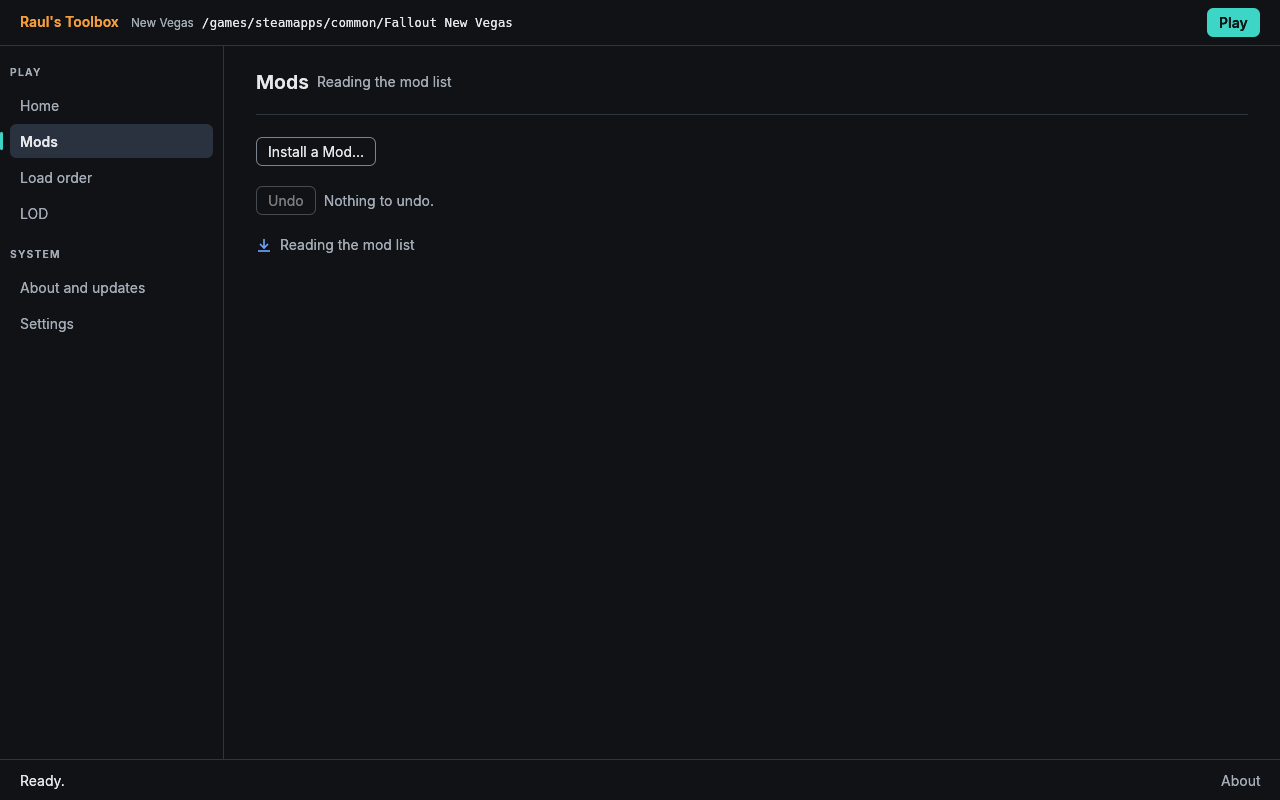 Raul's Toolbox New Vegas /games/steamapps/common/Fallout New Vegas Play
PLAY
Home
Mods
Load order
LOD
SYSTEM
About and updates
Settings
Mods Reading the mod list
Install a Mod...
Undo Nothing to undo.
Reading the mod list
Ready. About